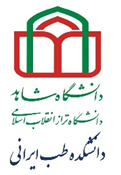 دانشگاه شاهد
دانشگاه تراز انقلاب اسلامی
دانشکده طب ایرانی